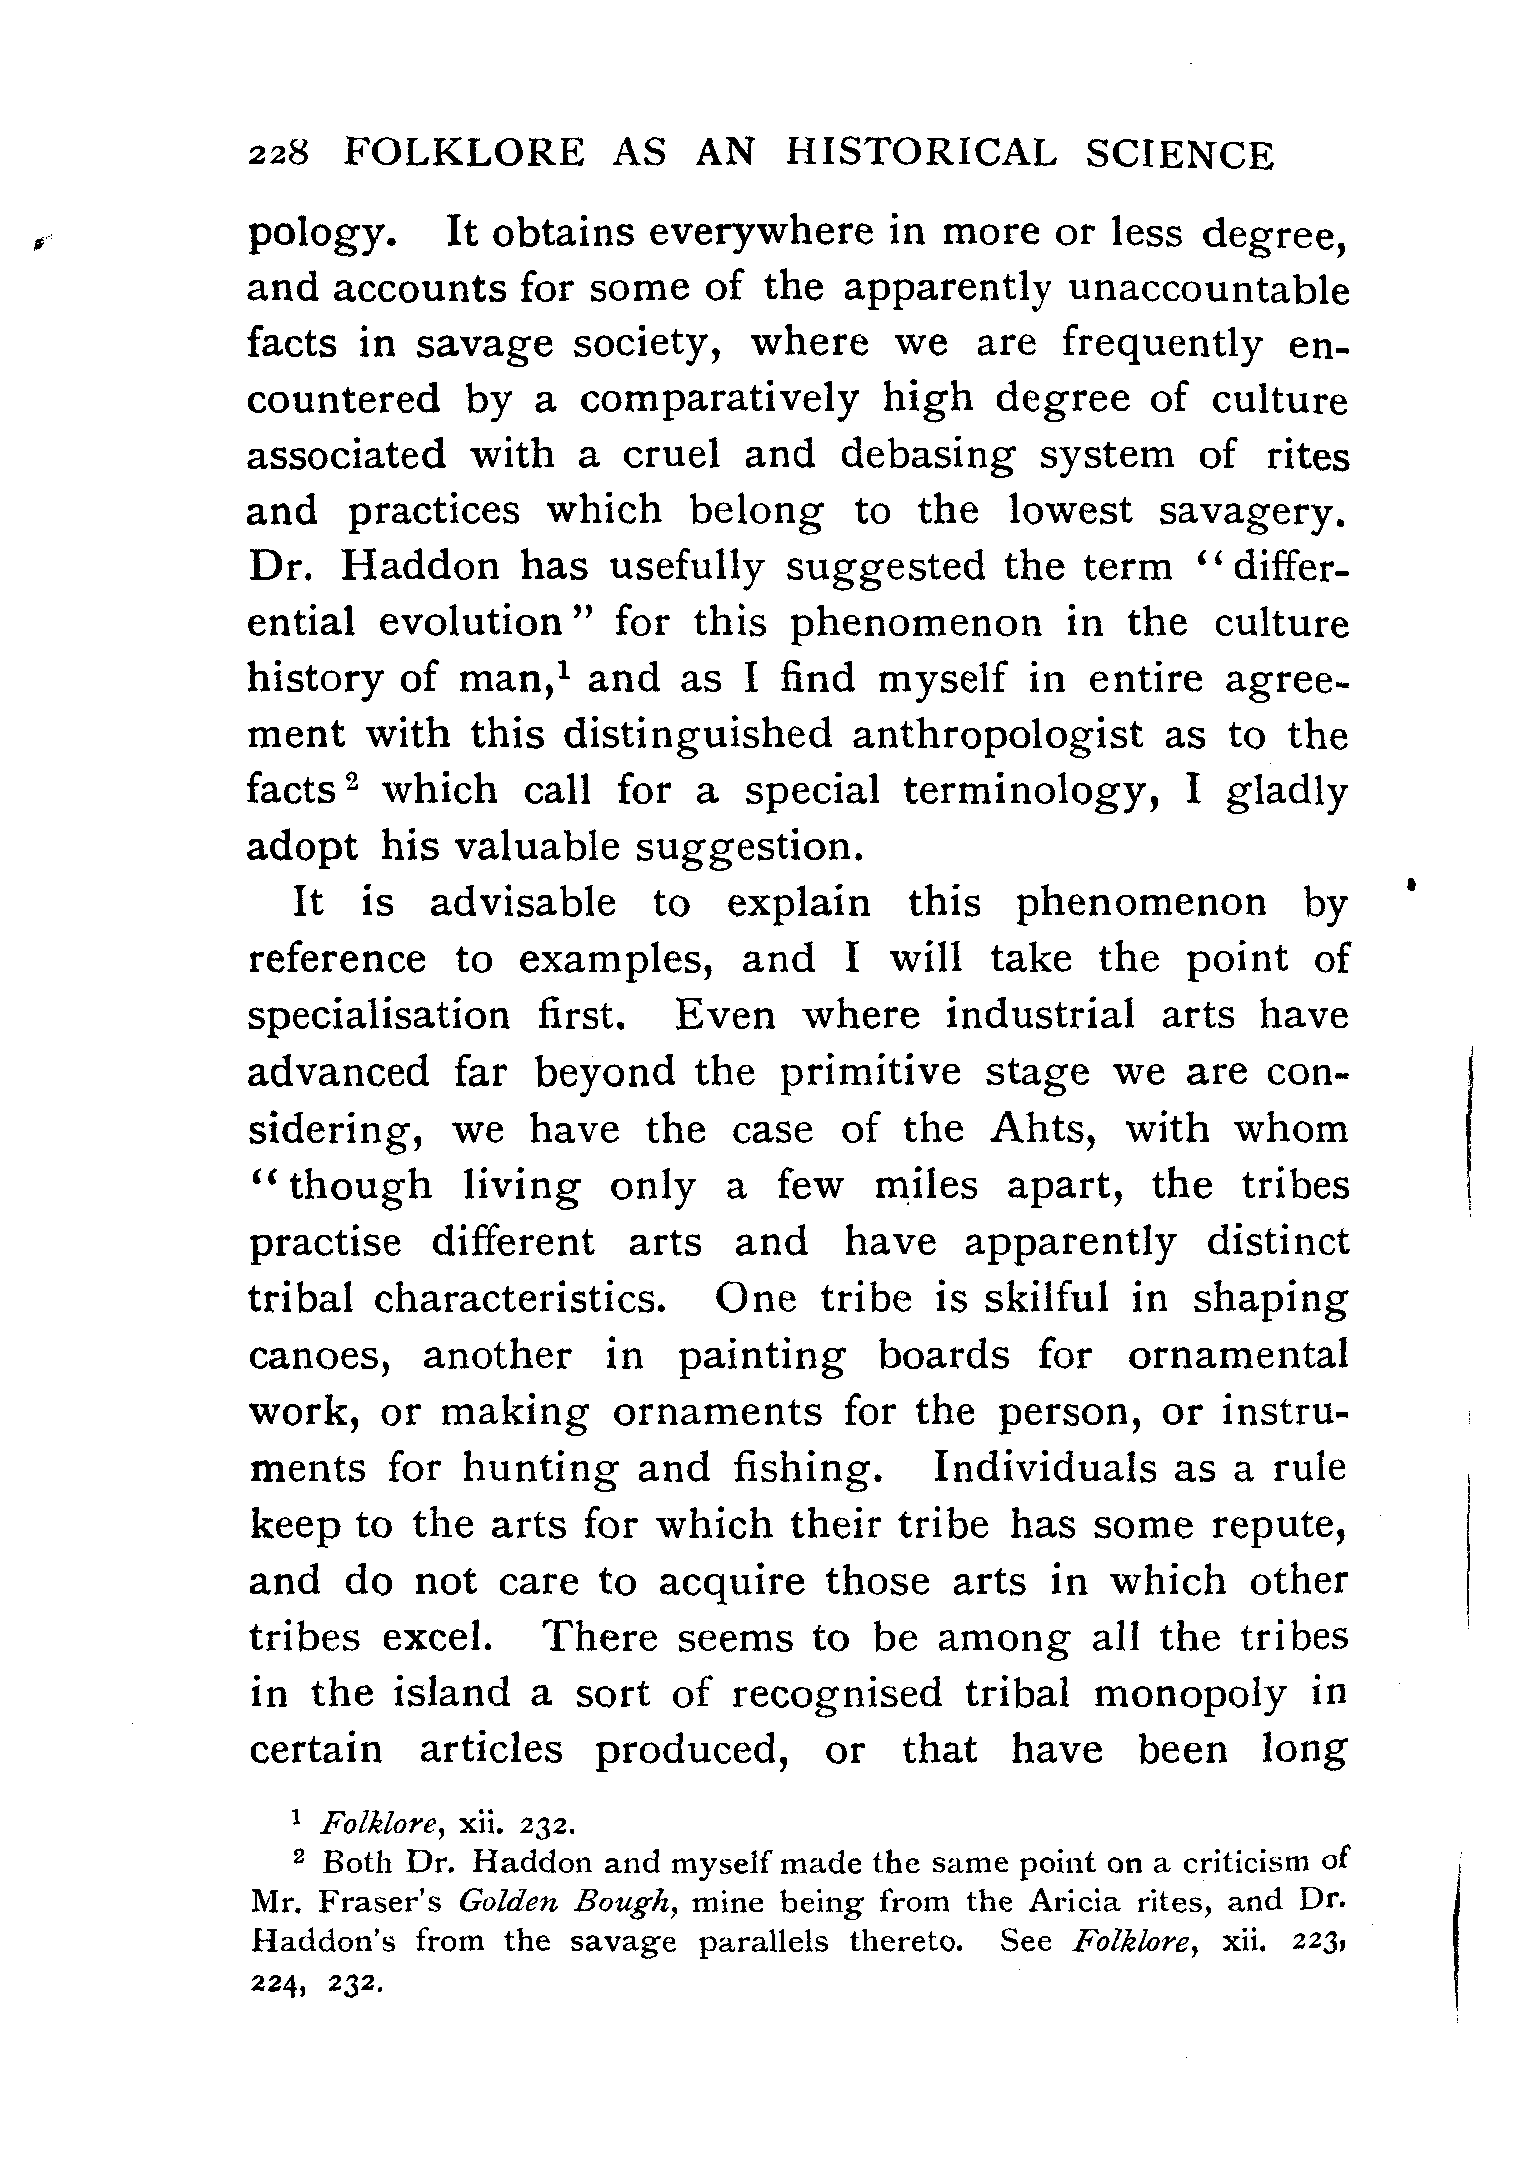 228 FOLKLORE AS AN HISTORICAL SCIENCE
pology. It obtains everywhere in more or less degree,
and accounts for some of the apparently unaccountable
facts in savage society, where we are frequently en-
countered by a comparatively high degree of culture
associated with a cruel and debasing system of rites
and practices which belong to the lowest savagery.
Dr. Haddon has usefully suggested the term “differ-
ential evolution” for this phenomenon in the culture
history of man,¹ and as I find myself in entire agree-
ment with this distinguished anthropologist as to the
facts² which call for a special terminology, I gladly
adopt his valuable suggestion.
It is advisable to explain this phenomenon by
reference to examples, and I will take the point of
specialisation first. Even where industrial arts have
advanced far beyond the primitive stage we are con-
sidering, we have the case of the Ahts, with whom
“though living only a few miles apart, the tribes
practise different arts and have apparently distinct
tribal characteristics. One tribe is skilful in shaping
canoes, another in painting boards for ornamental
work, or making ornaments for the person, or instru-
ments for hunting and fishing. Individuals as a rule
keep to the arts for which their tribe has some repute,
and do not care to acquire those arts in which other
tribes excel. There seems to be among all the tribes
in the island a sort of recognised tribal monopoly in
certain articles produced, or that have been long
¹ Folklore, xii. 232.
² Both Dr. Haddon and myself made the same point on a criticism of
Mr. Fraser's Golden Bough, mine being from the Aricia rites, and Dr.
Haddon's from the savage parallels thereto. See Folklore, xii. 223,
224, 232.